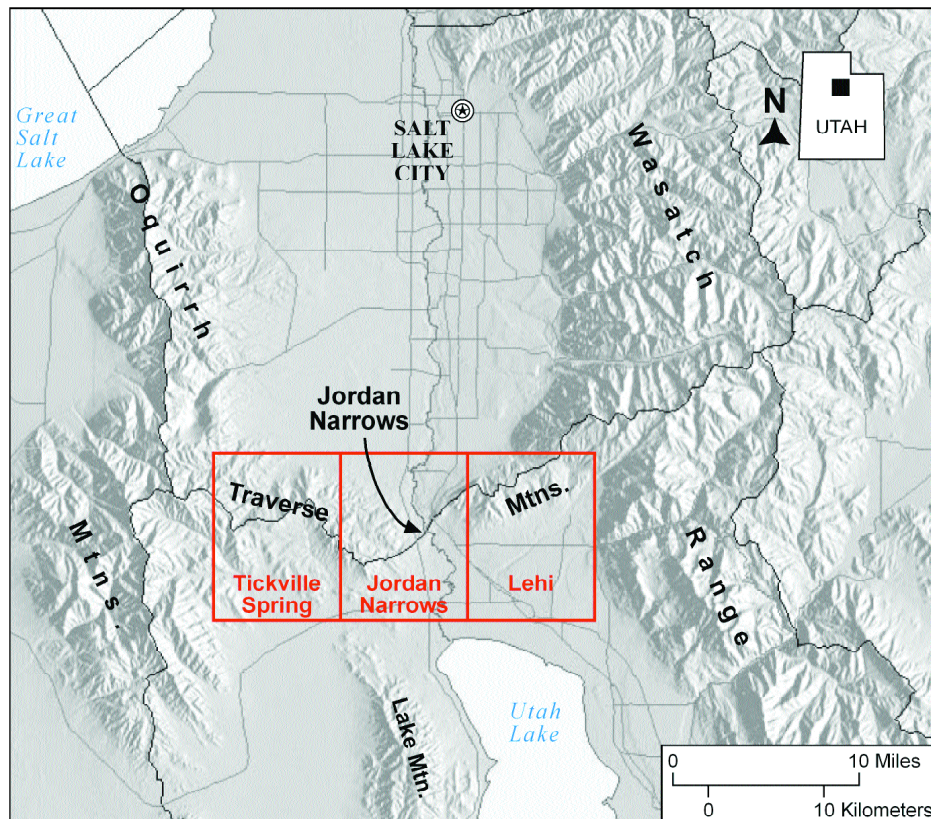 Great
Salt
Lake
SALT
LAKE
CITY
N
UTAH
Oquirrh
Wasatch
Jordan
Narrows
Traverse
Mtns.
Mtns.
Range
Tickville
Spring
Jordan
Narrows
Lehi
Lake Mtn.
Utah
Lake
0 10 Miles
0 10 Kilometers